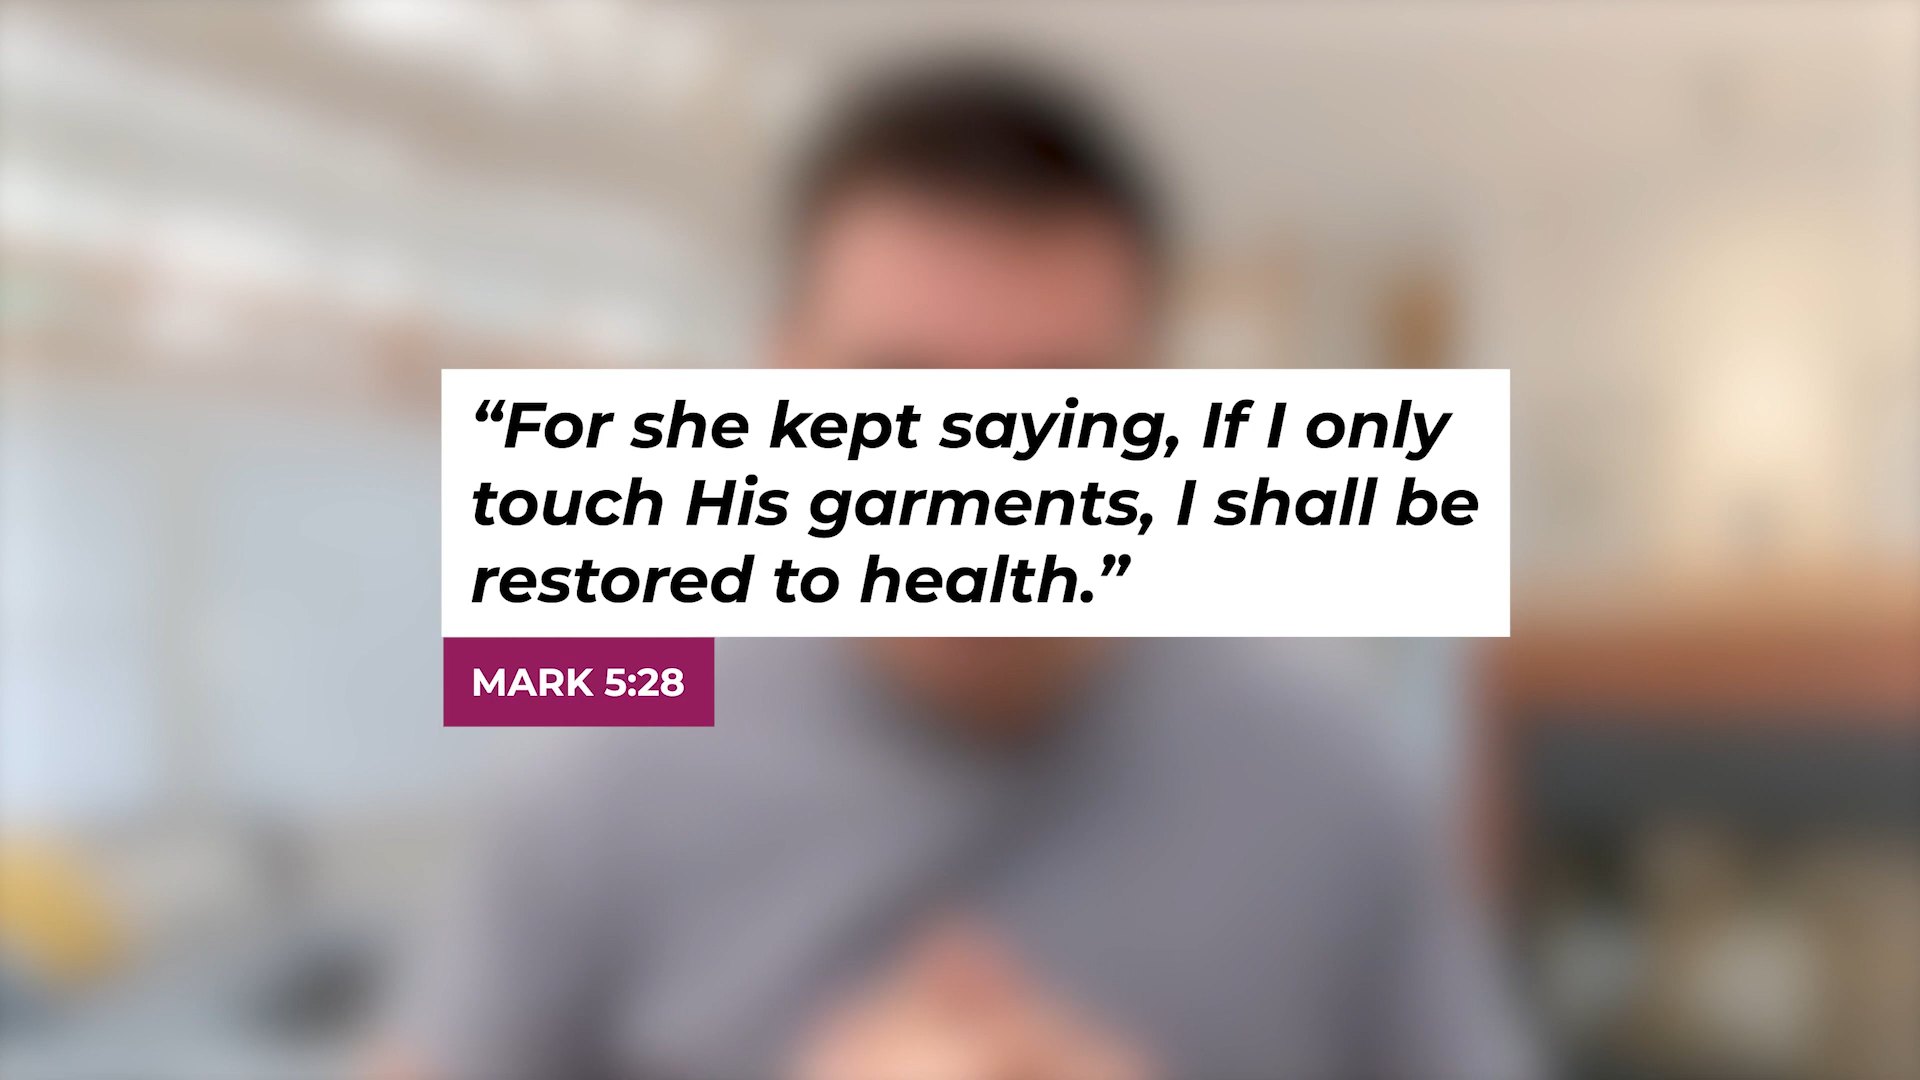 “For she kept saying, If I only
touch His garments, I shall be
restored to health.”
MARK 5:28